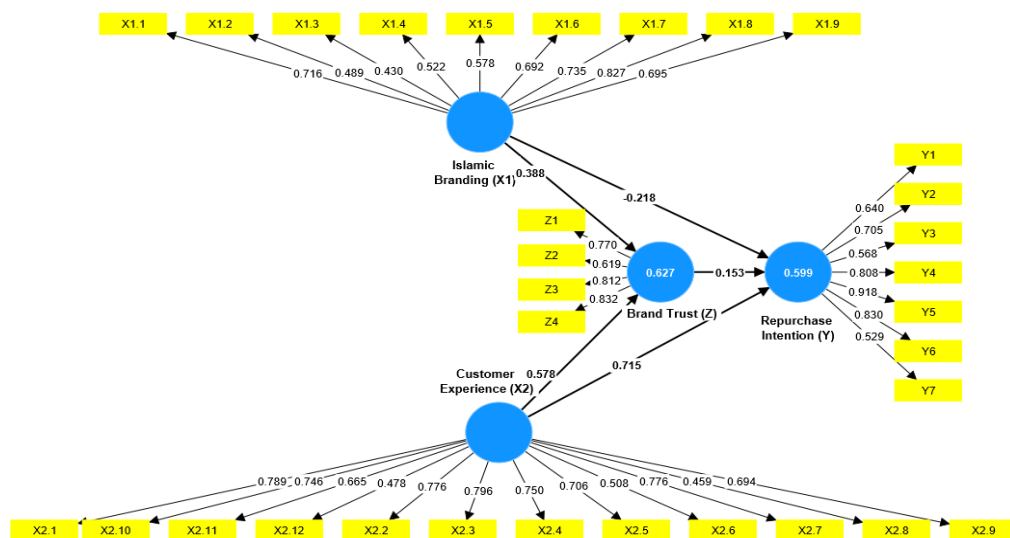 X1.1 X1.2 X1.3 X1.4 X1.5 X1.6 X1.7 X1.8 X1.9
0.716 0.489 0.430 0.522 0.578 0.692 0.735 0.827 0.695
Islamic
Branding (X1)
0.388
-0.218
Y1
Y2
Y3
Y4
Y5
Y6
Y7
0.640
0.705
0.568
0.808
0.918
0.830
0.529
Z1
Z2
Z3
Z4
0.770
0.619
0.812
0.832
0.627
0.153
0.599
Brand Trust (Z)
Repurchase
Intention (Y)
Customer
Experience (X2)
0.578
0.715
0.789 0.746 0.665 0.478 0.776 0.796 0.750 0.706 0.508 0.776 0.459 0.694
X2.1 X2.10 X2.11 X2.12 X2.2 X2.3 X2.4 X2.5 X2.6 X2.7 X2.8 X2.9